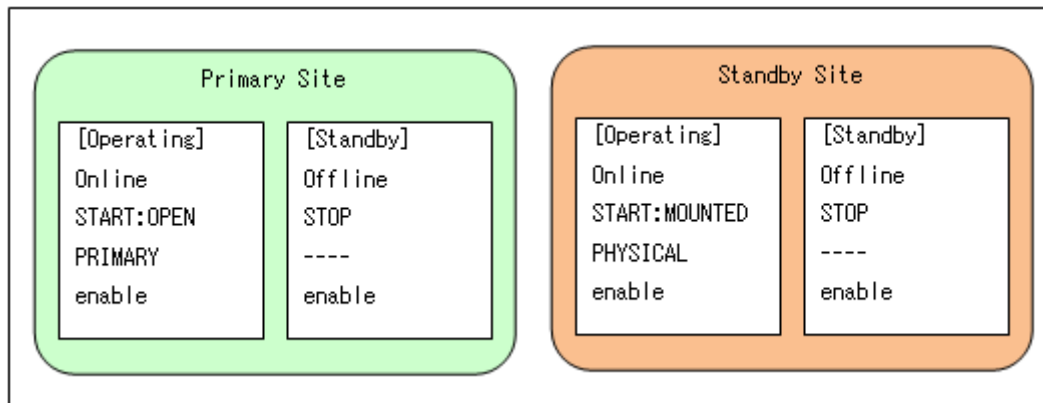 Primary Site
[Operating]
Online
START:OPEN
PRIMARY
enable
[Standby]
Offline
STOP
----
enable
Standby Site
[Operating]
Online
START:MOUNTED
PHYSICAL
enable
[Standby]
Offline
STOP
----
enable